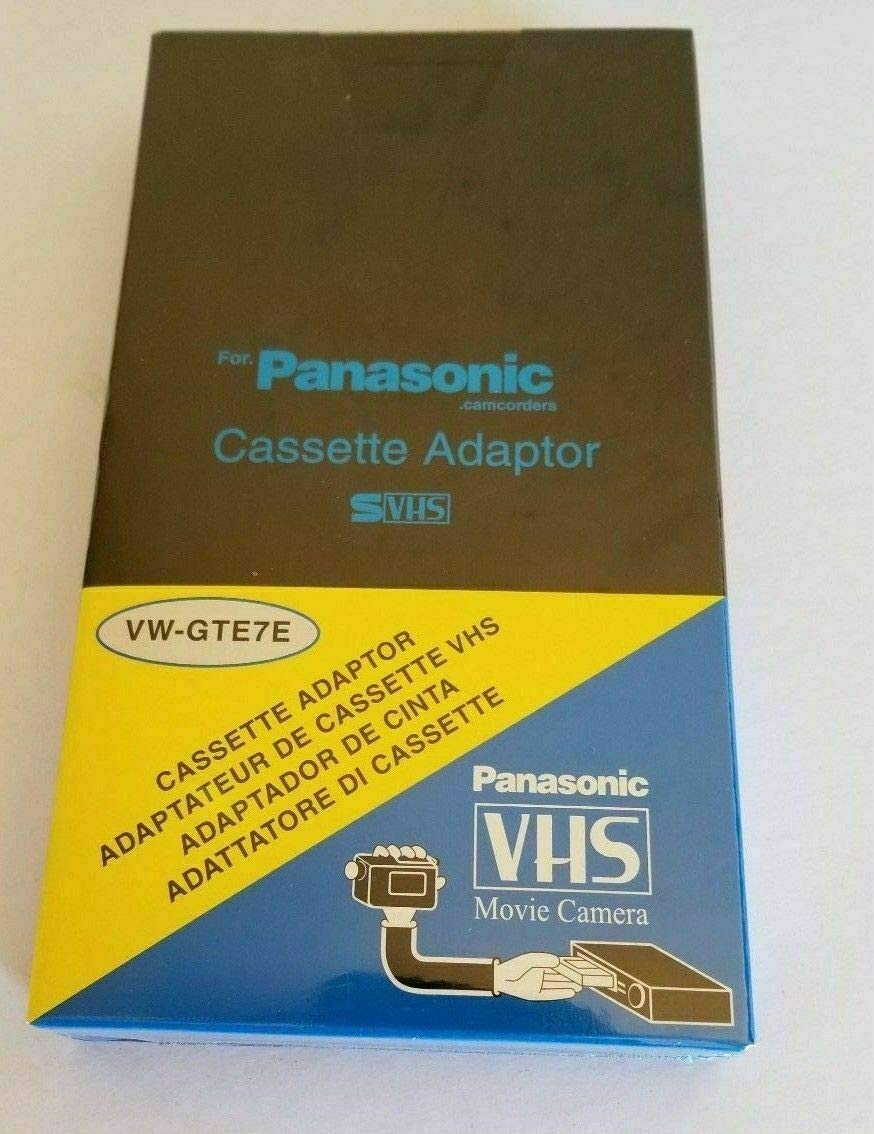 For. Panasonic
.camcorders
Cassette Adaptor
SVHS
VW-GTE7E
CASSETTE ADAPTOR
ADAPTATEUR DE CASSETTE VHS
ADAPTADOR DE CINTA
ADATTATORE DI CASSETTE
Panasonic
VHS
Movie Camera